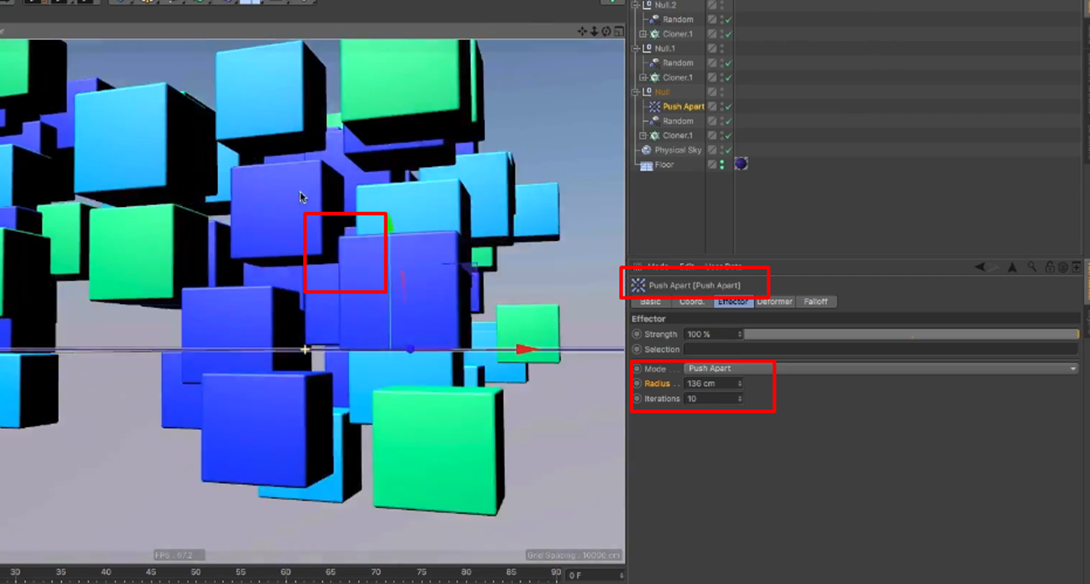 Null.2
Random
Cloner.1
Null.1
Random
Cloner.1
Null
Push Apart
Random
Cloner.1
Physical Sky
Floor
Mode Edit User Data
Push Apart [Push Apart]
Basic Coord. Effector Deformer Falloff
Effector
Strength 100 %
Selection
Mode . . . Push Apart
Radius . . 136 cm
Iterations 10
FPS : 67.2
Grid Spacing : 10000 cm
30 35 40 45 50 55 60 65 70 75 80 85 90 0 F